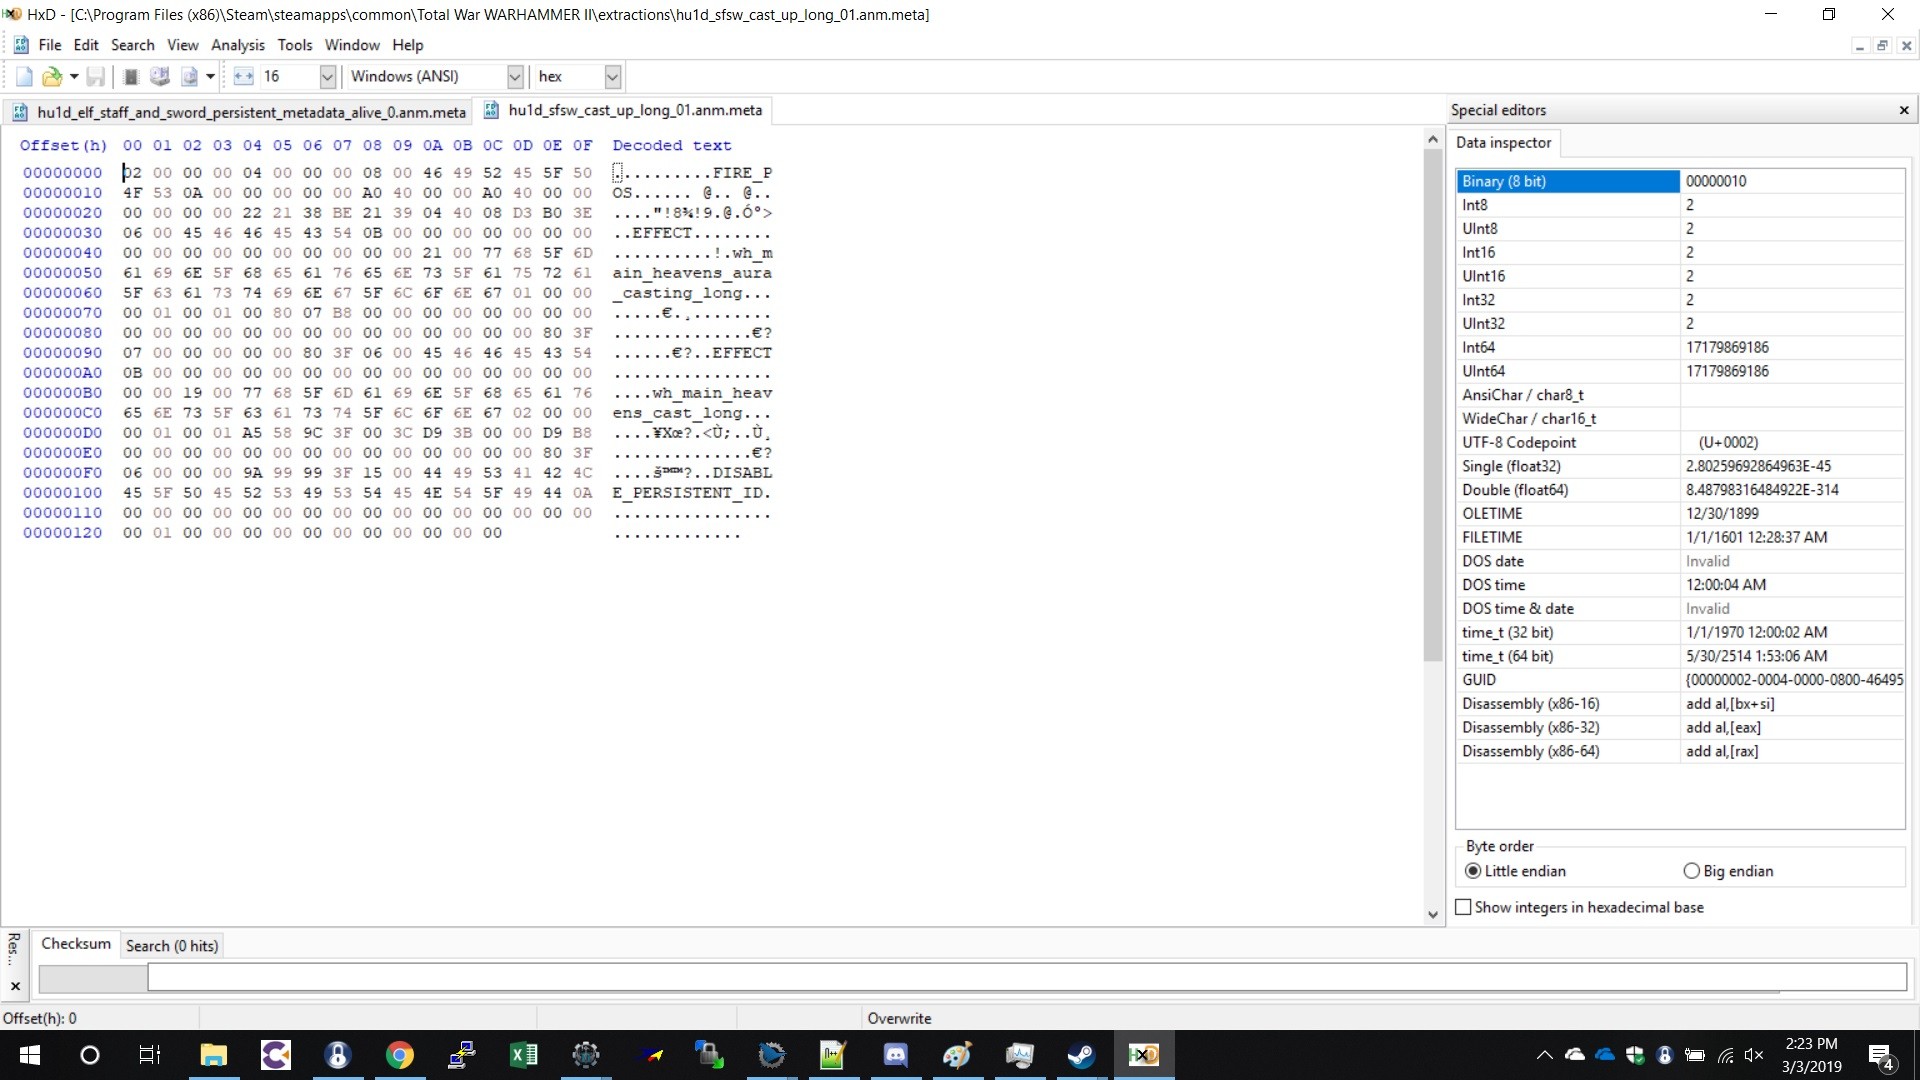 HxD - [C:\Program Files (x86)\Steam\steamapps\common\Total War WARHAMMER II\extractions\hu1d_sfsw_cast_up_long_01.anm.meta]
File Edit Search View Analysis Tools Window Help
16 Windows (ANSI) hex
hu1d_elf_staff_and_sword_persistent_metadata_alive_0.anm.meta hu1d_sfsw_cast_up_long_01.anm.meta
Offset(h) 00 01 02 03 04 05 06 07 08 09 0A 0B 0C 0D 0E 0F Decoded text
00000000 02 00 00 00 04 00 00 00 08 00 46 49 52 45 5F 50 ..........FIRE_P
00000010 4F 53 0A 00 00 00 00 00 A0 40 00 00 A0 40 00 00 OS...... @.. @..
00000020 00 00 00 00 22 21 38 BE 21 39 04 40 08 D3 B0 3E ...."!8¾!9.@.Ó°>
00000030 06 00 45 46 46 45 43 54 0B 00 00 00 00 00 00 00 ..EFFECT........
00000040 00 00 00 00 00 00 00 00 00 00 21 00 77 68 5F 6D ..........!.wh_m
00000050 61 69 6E 5F 68 65 61 76 65 6E 73 5F 61 75 72 61 ain_heavens_aura
00000060 5F 63 61 73 74 69 6E 67 5F 6C 6F 6E 67 01 00 00 _casting_long...
00000070 00 01 00 01 00 80 07 B8 00 00 00 00 00 00 00 00 .....€.¸........
00000080 00 00 00 00 00 00 00 00 00 00 00 00 00 00 80 3F ..............€?
00000090 07 00 00 00 00 00 80 3F 06 00 45 46 46 45 43 54 ......€?..EFFECT
000000A0 0B 00 00 00 00 00 00 00 00 00 00 00 00 00 00 00 ................
000000B0 00 00 19 00 77 68 5F 6D 61 69 6E 5F 68 65 61 76 ....wh_main_heav
000000C0 65 6E 73 5F 63 61 73 74 5F 6C 6F 6E 67 02 00 00 ens_cast_long...
000000D0 00 01 00 01 A5 58 9C 3F 00 3C D9 3B 00 00 D9 B8 ....¥Xœ?.<Ù;..Ù¸
000000E0 00 00 00 00 00 00 00 00 00 00 00 00 00 00 80 3F ..............€?
000000F0 06 00 00 00 9A 99 99 3F 15 00 44 49 53 41 42 4C ....š™™?..DISABL
00000100 45 5F 50 45 52 53 49 53 54 45 4E 54 5F 49 44 0A E_PERSISTENT_ID.
00000110 00 00 00 00 00 00 00 00 00 00 00 00 00 00 00 00 ................
00000120 00 01 00 00 00 00 00 00 00 00 00 00 00 .............
Special editors
Data inspector
Binary (8 bit) 00000010
Int8 2
UInt8 2
Int16 2
UInt16 2
Int32 2
UInt32 2
Int64 17179869186
UInt64 17179869186
AnsiChar / char8_t
WideChar / char16_t
UTF-8 Codepoint (U+0002)
Single (float32) 2.80259692864963E-45
Double (float64) 8.48798316484922E-314
OLETIME 12/30/1899
FILETIME 1/1/1601 12:28:37 AM
DOS date Invalid
DOS time 12:00:04 AM
DOS time & date Invalid
time_t (32 bit) 1/1/1970 12:00:02 AM
time_t (64 bit) 5/30/2514 1:53:06 AM
GUID {00000002-0004-0000-0800-46495
Disassembly (x86-16) add al,[bx+si]
Disassembly (x86-32) add al,[eax]
Disassembly (x86-64) add al,[rax]
Byte order
Little endian Big endian
Show integers in hexadecimal base
Res...
Checksum Search (0 hits)
Offset(h): 0 Overwrite
2:23 PM
3/3/2019
4